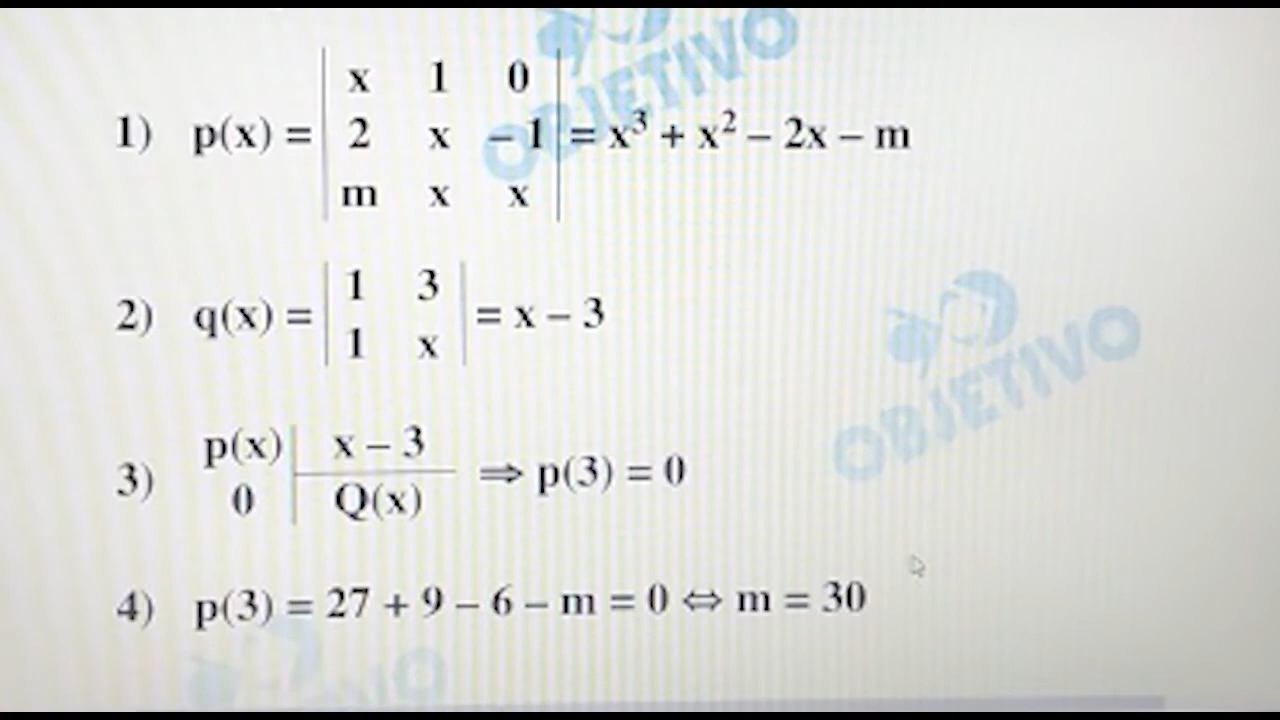 OBJETIVO
x 1 0
1) p(x) = 2 x – 1 = x³ + x² – 2x – m
m x x
1 3
2) q(x) = = x – 3
1 x
OBJETIVO
p(x) x – 3
3) ⇒ p(3) = 0
0 Q(x)
4) p(3) = 27 + 9 – 6 – m = 0 ⇔ m = 30